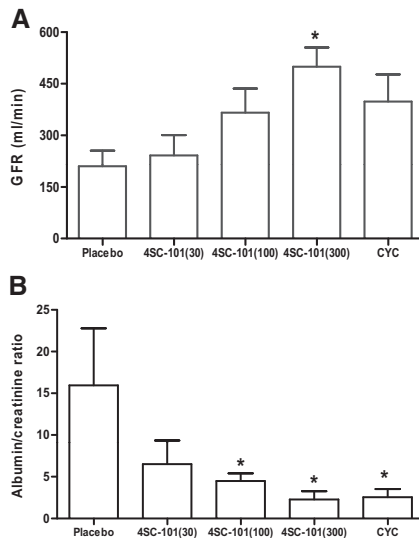 A
600
450
300
150
0
GFR (ml/min)
*
Placebo 4SC-101(30) 4SC-101(100) 4SC-101(300) CYC
B
25
20
15
10
5
0
Albumin/creatinine ratio
* * *
Placebo 4SC-101(30) 4SC-101(100) 4SC-101(300) CYC